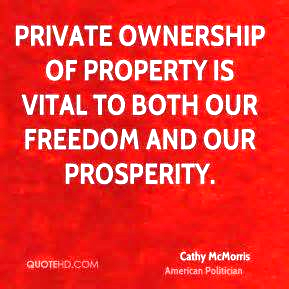 PRIVATE OWNERSHIP
OF PROPERTY IS
VITAL TO BOTH OUR
FREEDOM AND OUR
PROSPERITY.
Cathy McMorris
QUOTEHD.COM
American Politician